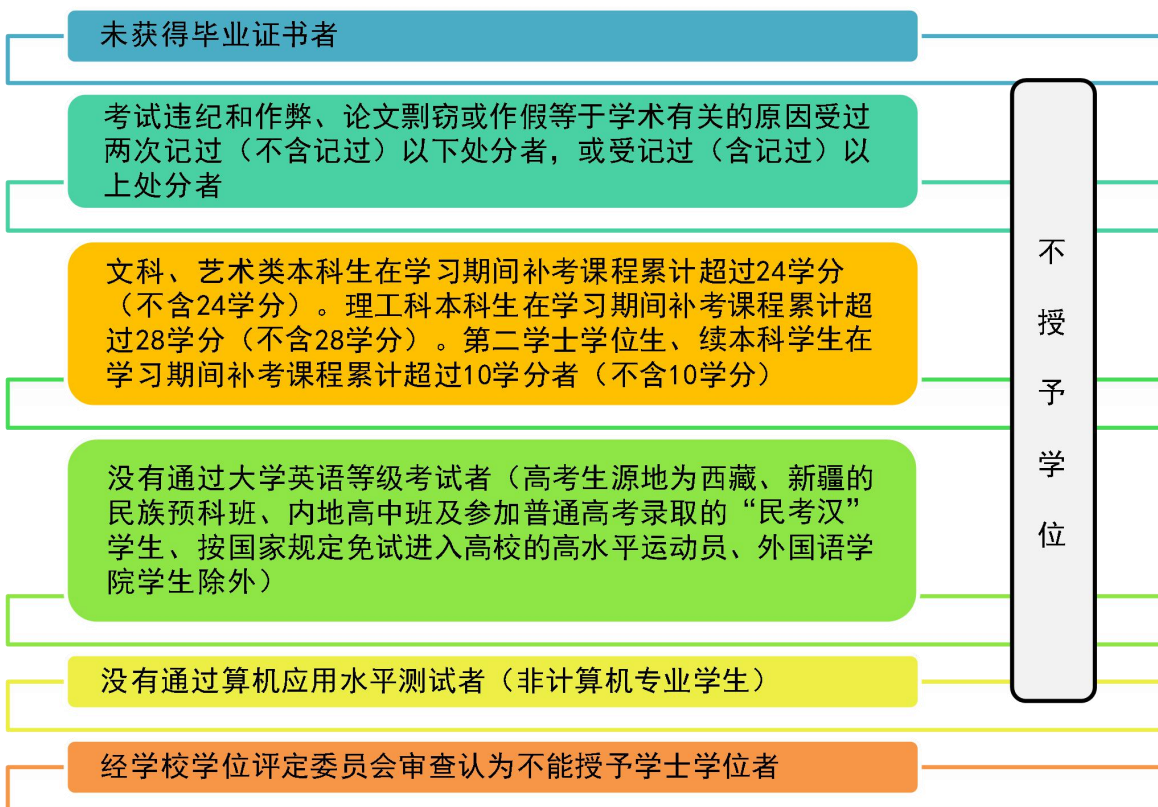 未获得毕业证书者
考试违纪和作弊、论文剽窃或作假等于学术有关的原因受过
两次记过（不含记过）以下处分者，或受记过（含记过）以
上处分者
文科、艺术类本科生在学习期间补考课程累计超过24学分
（不含24学分）。理工科本科生在学习期间补考课程累计超
过28学分（不含28学分）。第二学士学位生、续本科学生在
学习期间补考课程累计超过10学分者（不含10学分）
没有通过大学英语等级考试者（高考生源地为西藏、新疆的
民族预科班、内地高中班及参加普通高考录取的“民考汉”
学生、按国家规定免试进入高校的高水平运动员、外国语学
院学生除外）
没有通过算机应用水平测试者（非计算机专业学生）
经学校学位评定委员会审查认为不能授予学士学位者
不授予学位